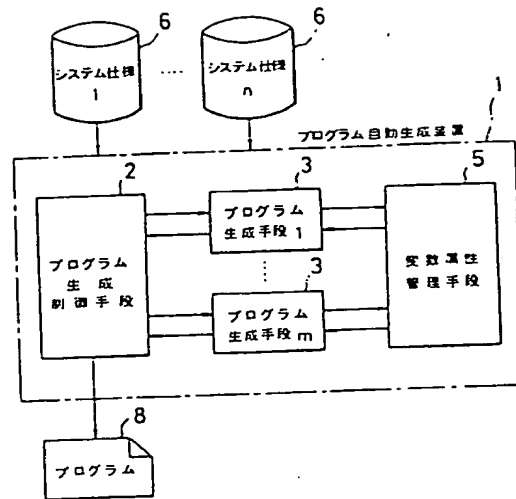 6
6
システム仕様
1
システム仕様
n
プログラム自動生成装置
1
2
3
5
プログラム
生成手段1
プログラム
生成
制御手段
変数属性
管理手段
3
プログラム
生成手段m
8
プログラム